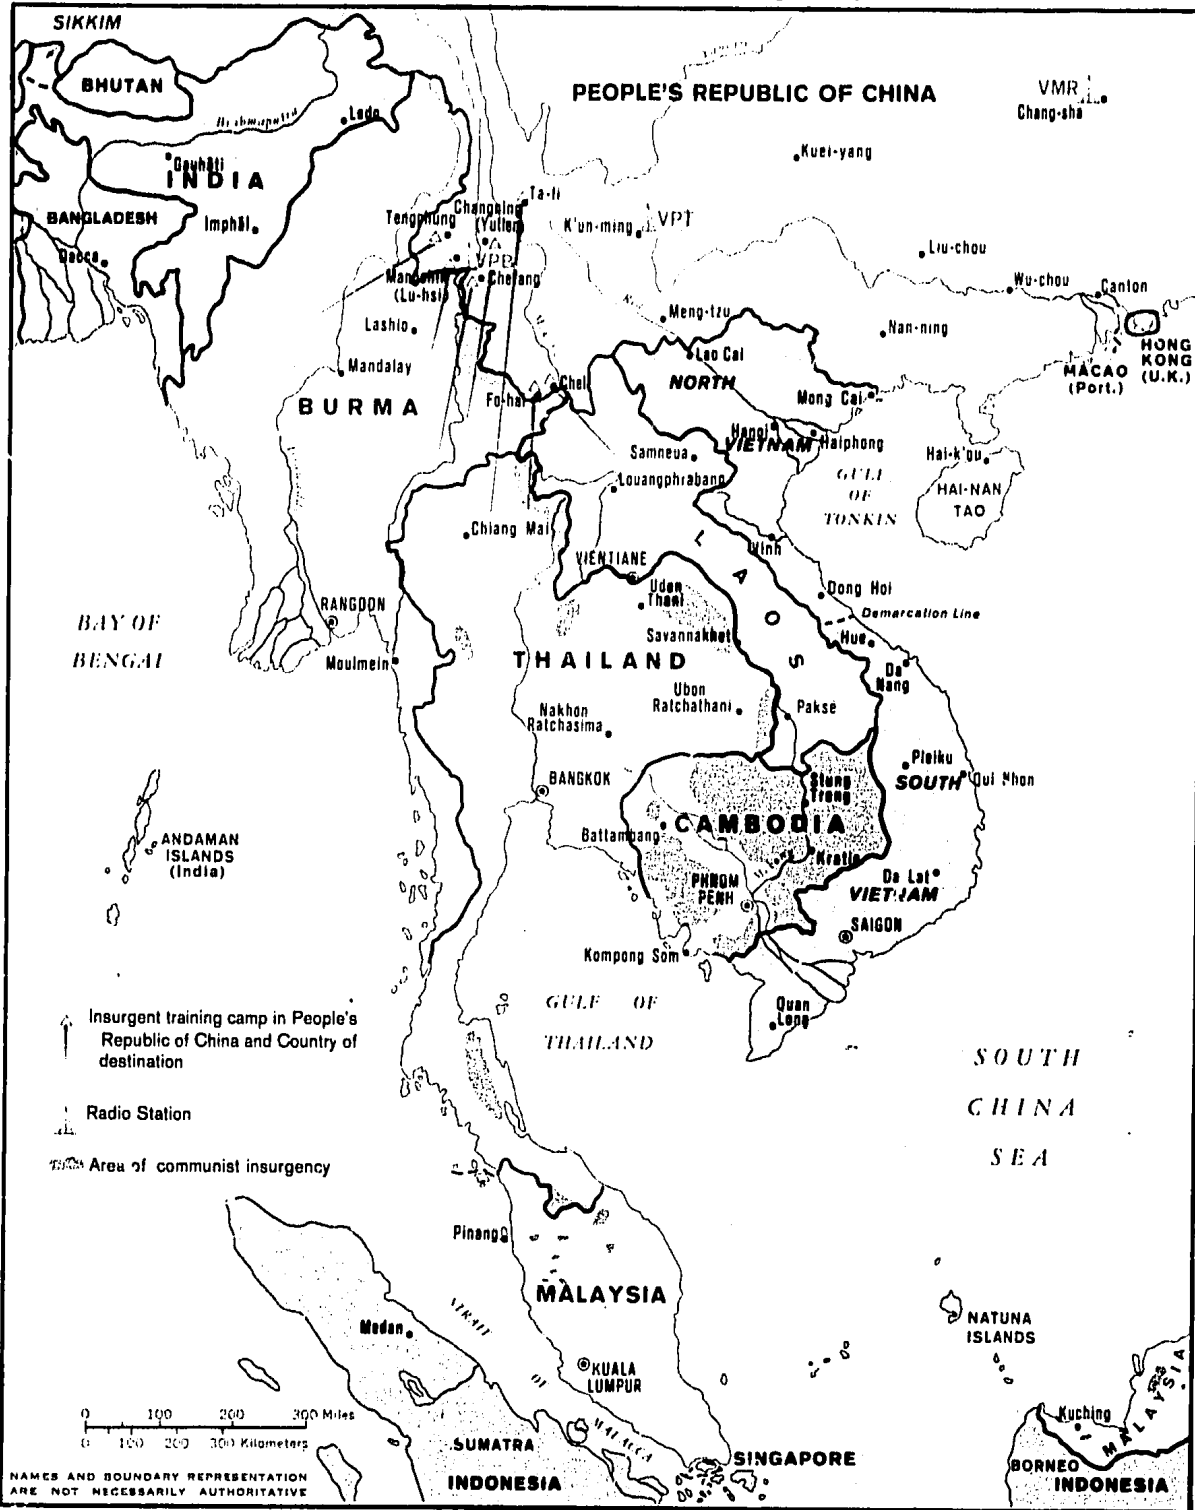 SIKKIM
BHUTAN
PEOPLE'S REPUBLIC OF CHINA
VMR
Chang-sha
Brahmaputra
Ledo
Kuei-yang
Gauhāti
INDIA
Ta-li
BANGLADESH
Imphāl
Tengchung
Changning
(Yutien)
K'un-ming
VPT
Dacca
VPB
Liu-chou
Mangshih
(Lu-hsi)
Chefang
Wu-chou
Canton
Meng-tzu
Lashio
Nan-ning
HONG
KONG
(U.K.)
Lao Cai
MACAO
(Port.)
Mandalay
NORTH
BURMA
Fo-hai
Cheli
Mong Cai
Hanoi
VIETNAM
Haiphong
Samneua
Hai-k'ou
GULF
OF
TONKIN
Louangphrabang
HAI-NAN
TAO
Chiang Mai
LAOS
Vinh
VIENTIANE
Udon
Thani
Dong Hoi
Demarcation Line
RANGOON
BAY OF
BENGAL
Savannakhet
Hue
Moulmein
THAILAND
Da
Nang
Ubon
Ratchathani
Nakhon
Ratchasima
Pakse
Pleiku
BANGKOK
Stung
Treng
SOUTH
Qui Nhon
Battambang
CAMBODIA
ANDAMAN
ISLANDS
(India)
Kratie
PHNOM
PENH
Da Lat
VIETNAM
SAIGON
Kompong Som
GULF OF
THAILAND
Quan
Long
Insurgent training camp in People's
Republic of China and Country of
destination
SOUTH
CHINA
SEA
Radio Station
Area of communist insurgency
Pinang
MALAYSIA
STRAIT
OF
MALACCA
NATUNA
ISLANDS
Medan
KUALA
LUMPUR
MALAYSIA
0 100 200 300 Miles
0 100 200 300 Kilometers
Kuching
SUMATRA
INDONESIA
SINGAPORE
BORNEO
INDONESIA
NAMES AND BOUNDARY REPRESENTATION
ARE NOT NECESSARILY AUTHORITATIVE